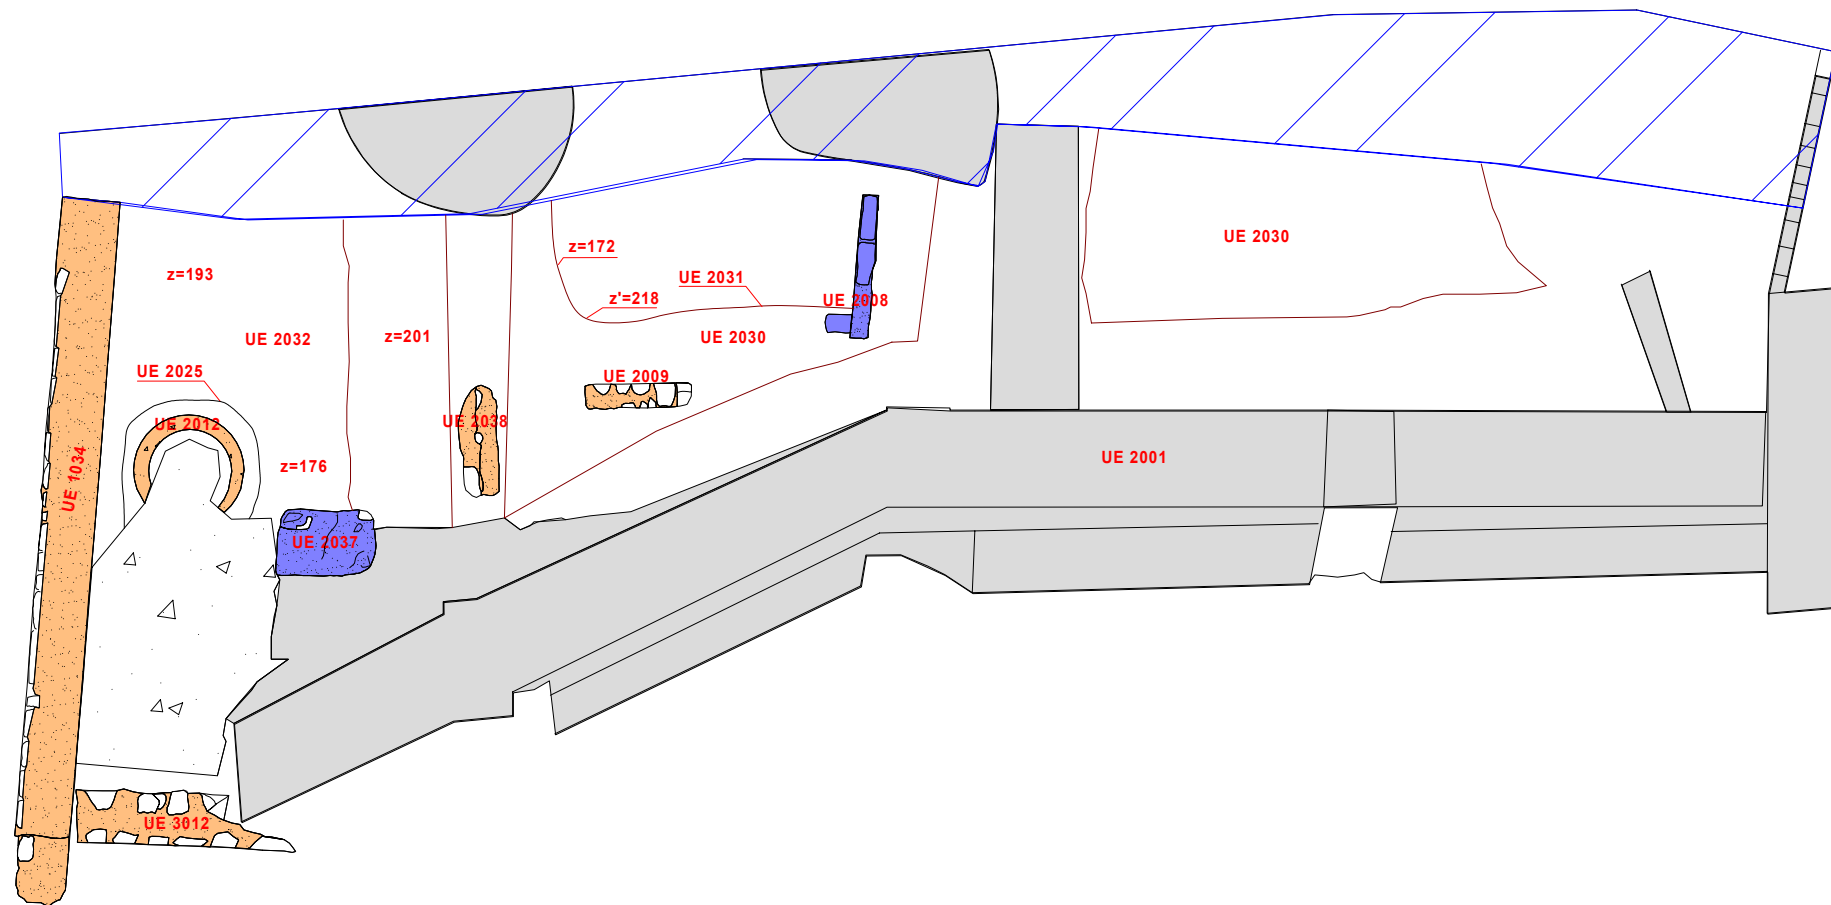 UE 2030
z=172
z=193
UE 2031
z'=218
UE 2008
UE 2032
z=201
UE 2030
UE 2025
UE 2009
UE 2012
UE 2038
UE 2001
z=176
UE 1034
UE 2037
UE 3012